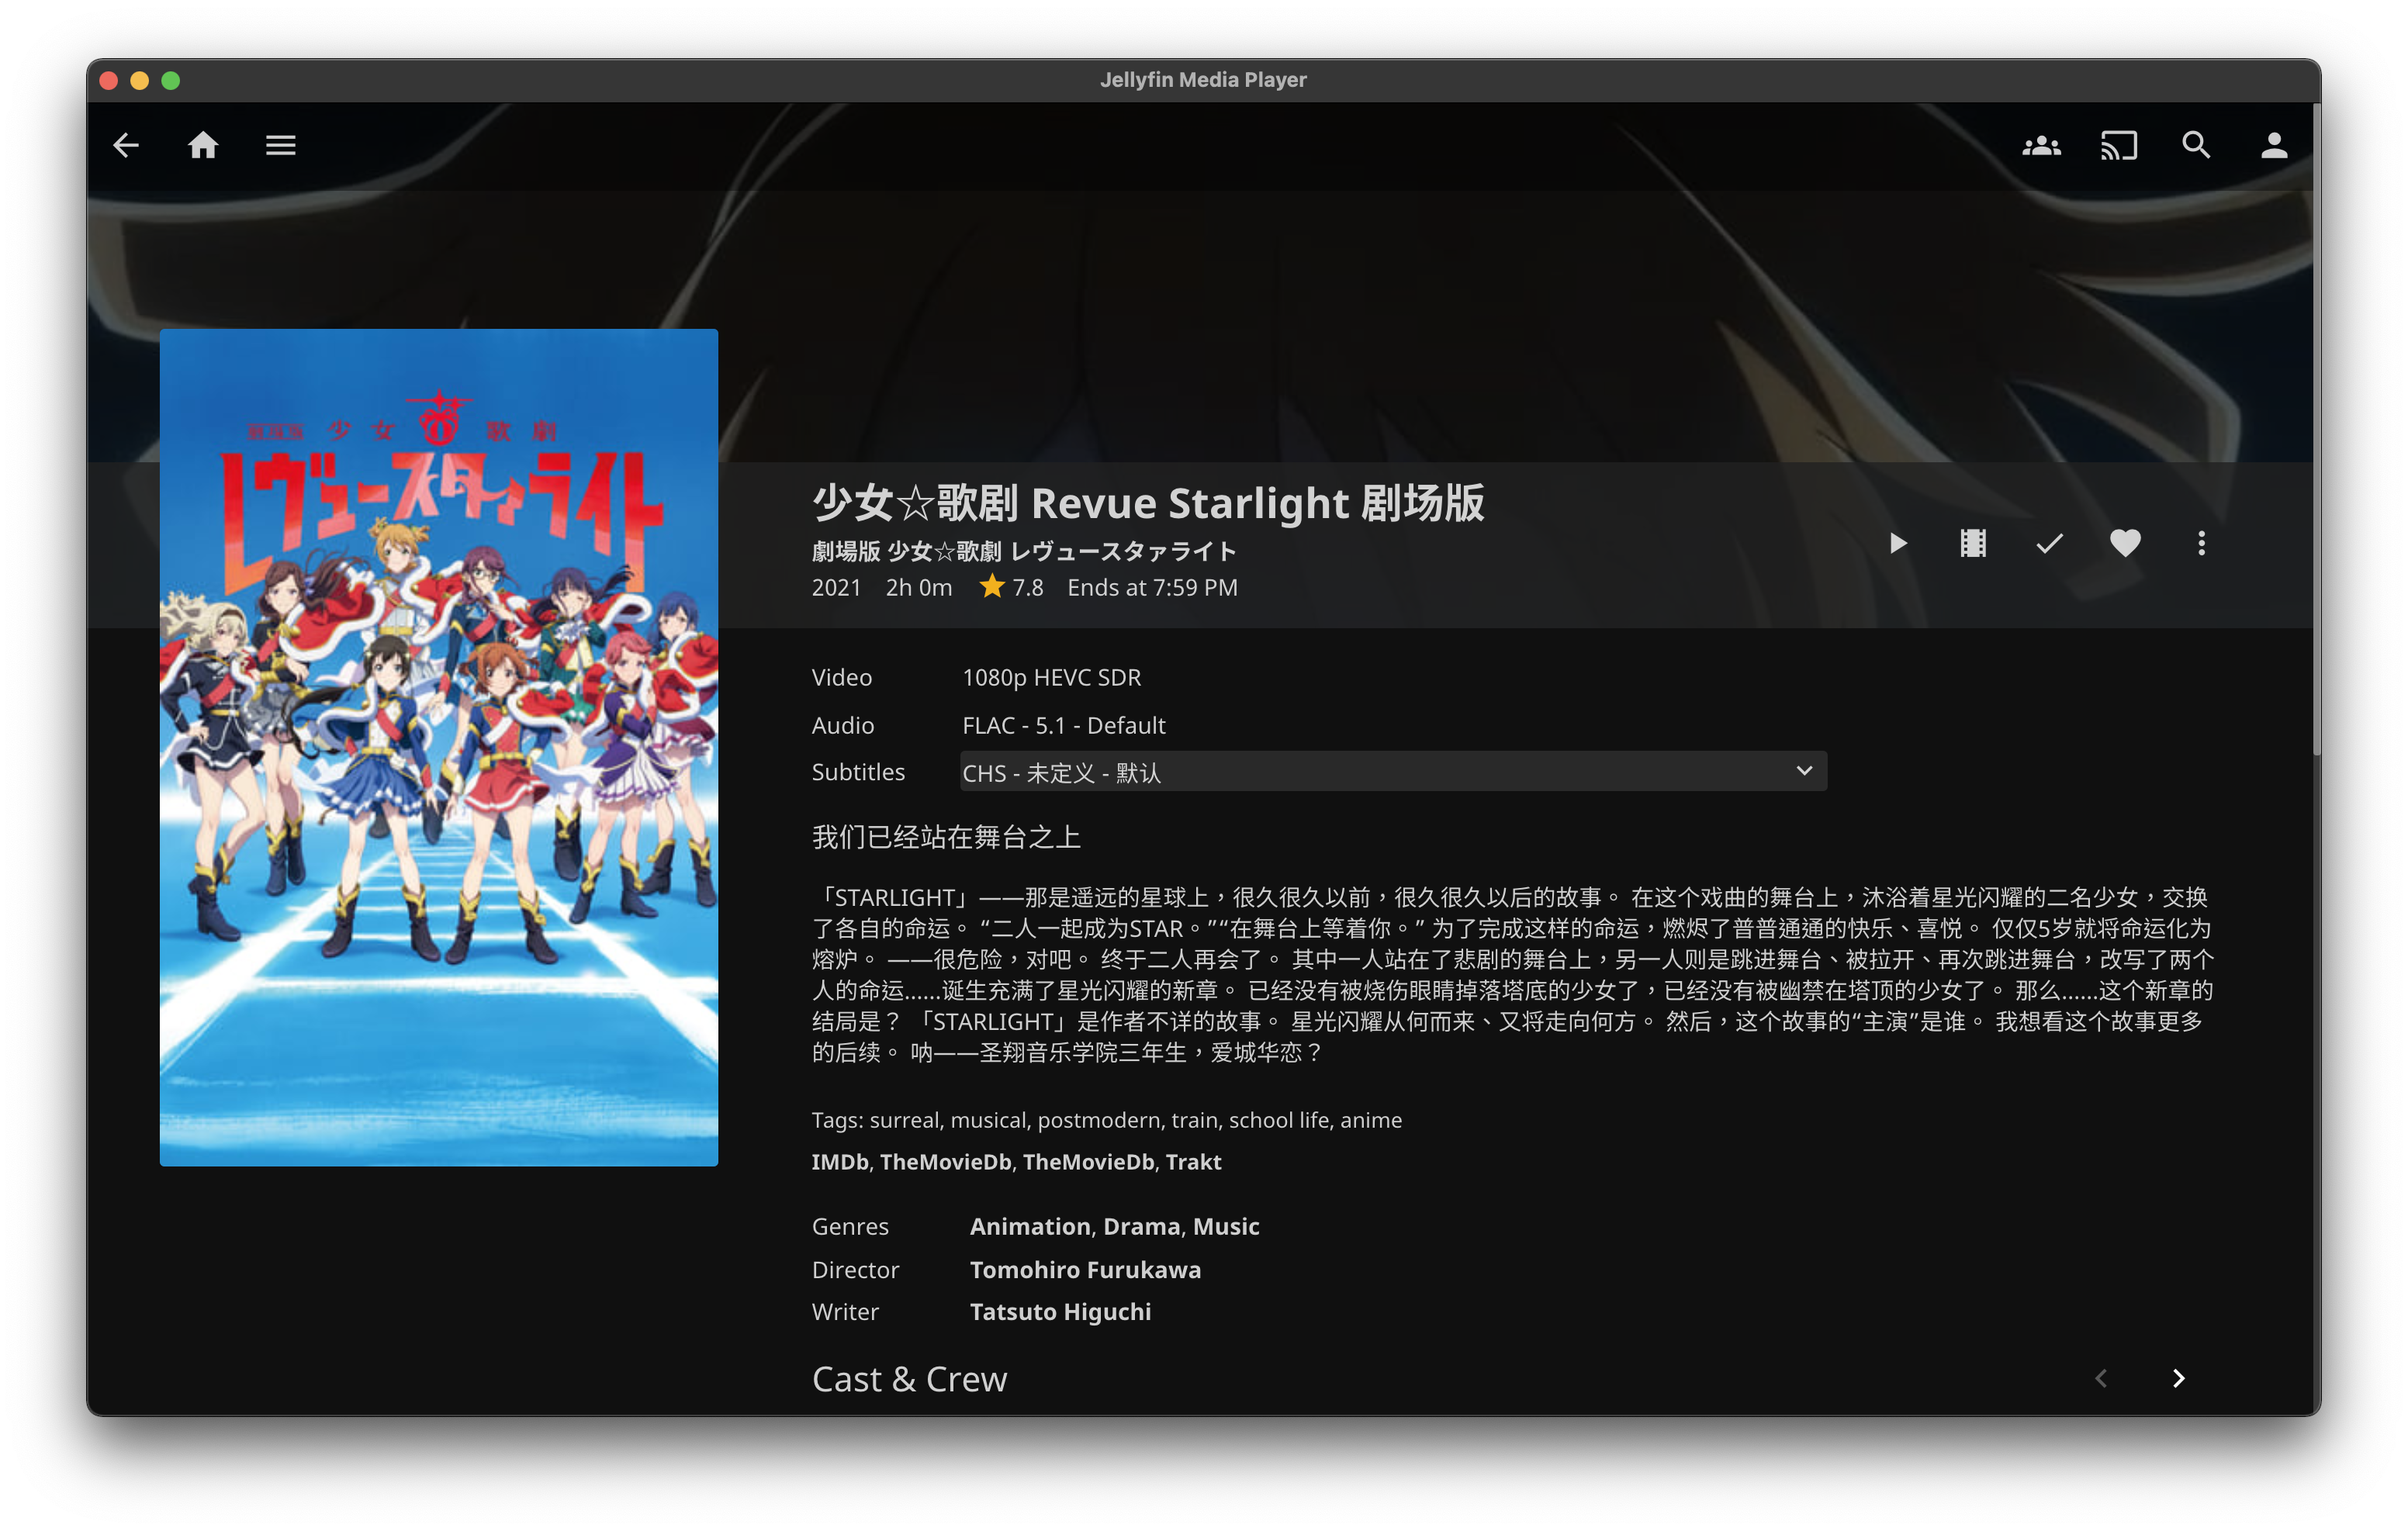 Jellyfin Media Player
劇場版 少女 歌劇
レヴュースタァライト
少女☆歌剧 Revue Starlight 剧场版
劇場版 少女☆歌劇 レヴュースタァライト
2021 2h 0m 7.8 Ends at 7:59 PM
Video 1080p HEVC SDR
Audio FLAC - 5.1 - Default
Subtitles CHS - 未定义 - 默认
我们已经站在舞台之上
「STARLIGHT」——那是遥远的星球上，很久很久以前，很久很久以后的故事。 在这个戏曲的舞台上，沐浴着星光闪耀的二名少女，交换
了各自的命运。 “二人一起成为STAR。”“在舞台上等着你。” 为了完成这样的命运，燃烬了普普通通的快乐、喜悦。 仅仅5岁就将命运化为
熔炉。 ——很危险，对吧。 终于二人再会了。 其中一人站在了悲剧的舞台上，另一人则是跳进舞台、被拉开、再次跳进舞台，改写了两个
人的命运……诞生充满了星光闪耀的新章。 已经没有被烧伤眼睛掉落塔底的少女了，已经没有被幽禁在塔顶的少女了。 那么……这个新章的
结局是？ 「STARLIGHT」是作者不详的故事。 星光闪耀从何而来、又将走向何方。 然后，这个故事的“主演”是谁。 我想看这个故事更多
的后续。 呐——圣翔音乐学院三年生，爱城华恋？
Tags: surreal, musical, postmodern, train, school life, anime
IMDb, TheMovieDb, TheMovieDb, Trakt
Genres Animation, Drama, Music
Director Tomohiro Furukawa
Writer Tatsuto Higuchi
Cast & Crew